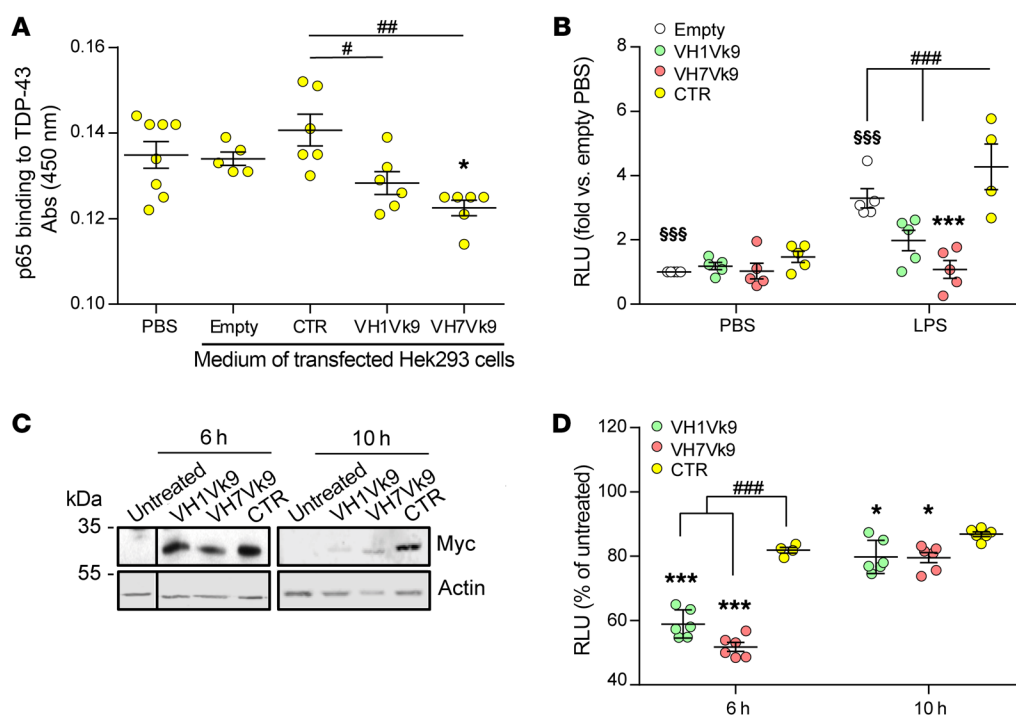 A
p65 binding to TDP-43
Abs (450 nm)
0.16
0.14
0.12
0.10
##
#
*
PBS
Empty
CTR
VH1Vk9
VH7Vk9
Medium of transfected Hek293 cells
B
RLU (fold vs. empty PBS)
Empty
VH1Vk9
VH7Vk9
CTR
8
6
4
2
0
###
§§§
§§§
***
PBS
LPS
C
6 h
10 h
Untreated
VH1Vk9
VH7Vk9
CTR
Untreated
VH1Vk9
VH7Vk9
CTR
kDa
35 -
55 -
Myc
Actin
D
RLU (% of untreated)
VH1Vk9
VH7Vk9
CTR
120
100
80
60
40
###
***
***
*
*
6 h
10 h